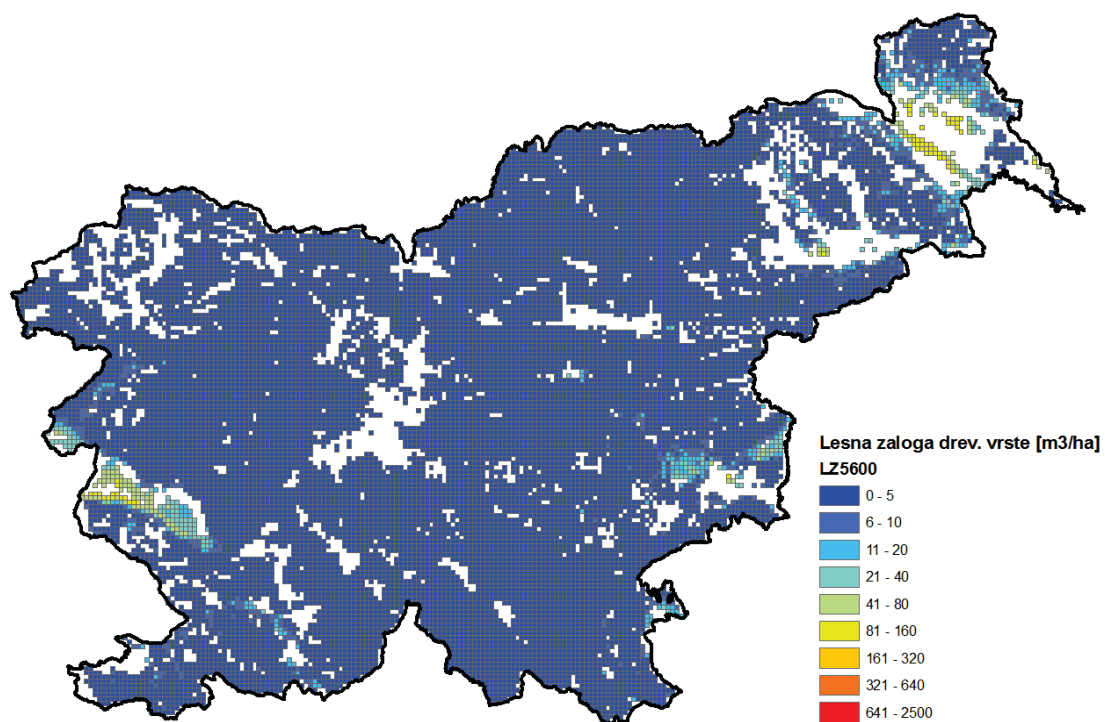 Lesna zaloga drev. vrste [m3/ha]
LZ5600
0 - 5
6 - 10
11 - 20
21 - 40
41 - 80
81 - 160
161 - 320
321 - 640
641 - 2500